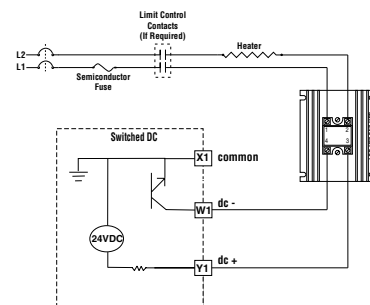 Limit Control
Contacts
(If Required)
Heater
L2
L1
Semiconductor
Fuse
1 2
4 3
Switched DC
X1 common
W1 dc -
24VDC
Y1 dc +